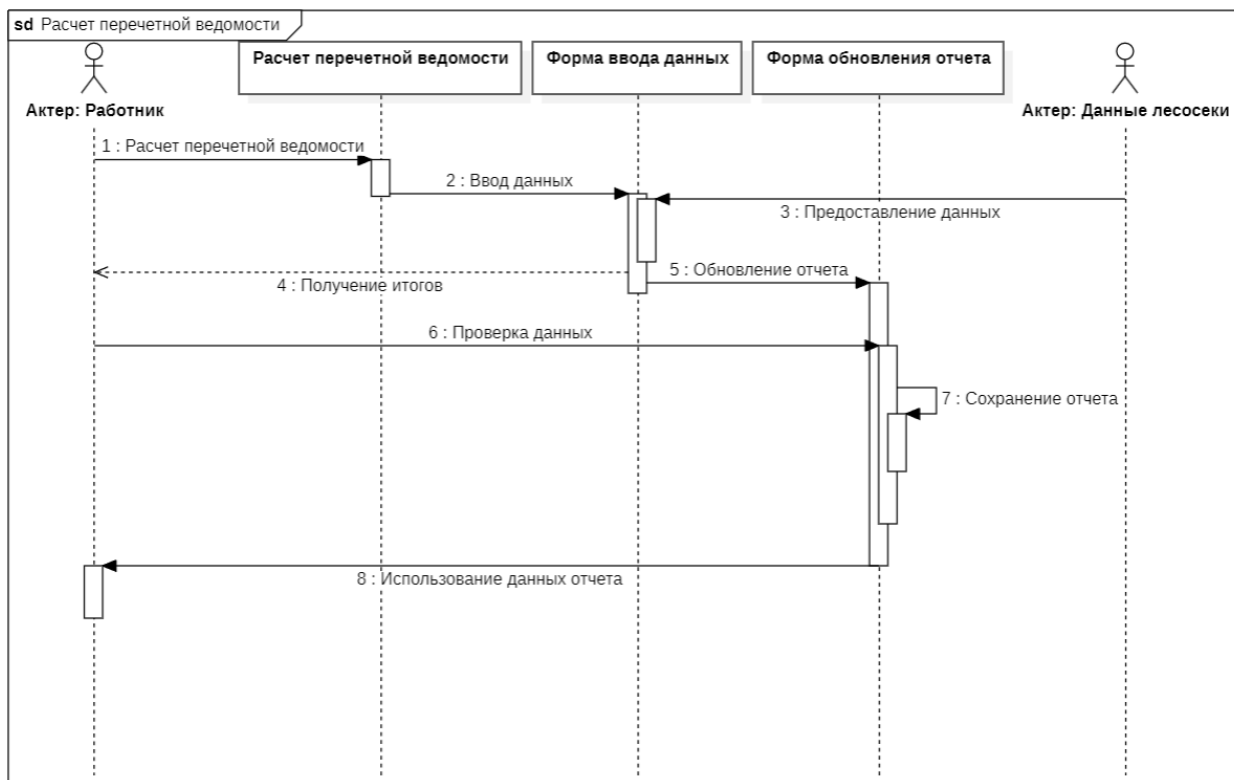 sd Расчет перечетной ведомости
Расчет перечетной ведомости
Форма ввода данных
Форма обновления отчета
Актер: Работник
Актер: Данные лесосеки
1 : Расчет перечетной ведомости
2 : Ввод данных
3 : Предоставление данных
4 : Получение итогов
5 : Обновление отчета
6 : Проверка данных
7 : Сохранение отчета
8 : Использование данных отчета